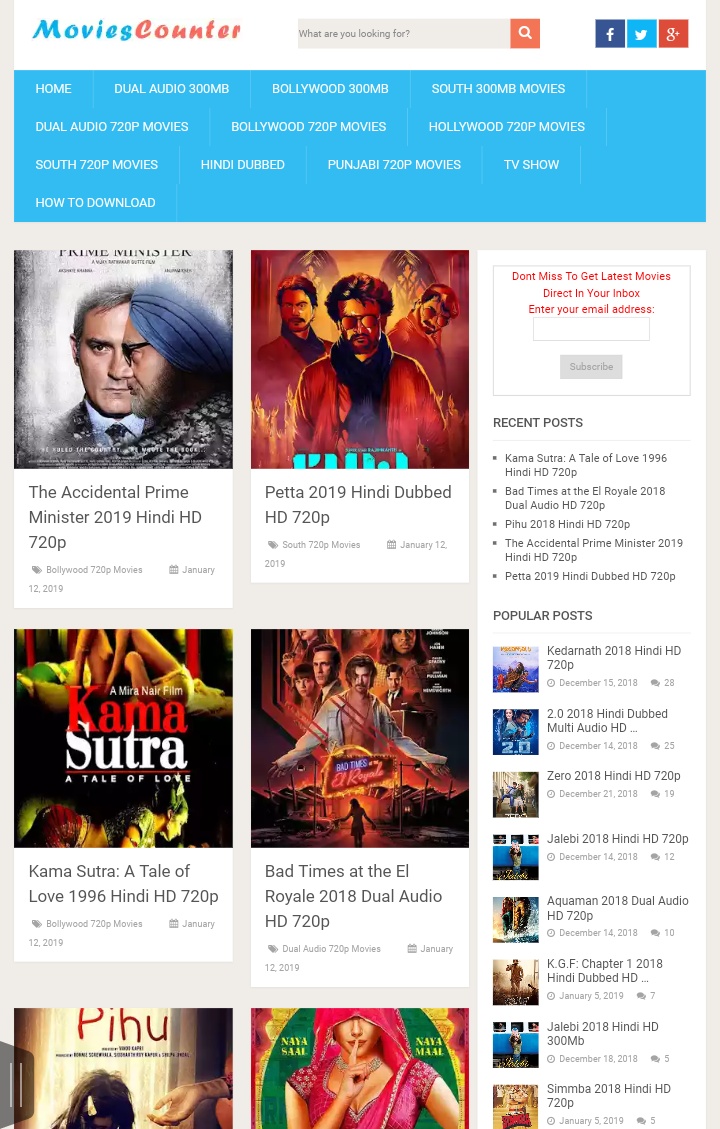 MoviesCounter
What are you looking for?
HOME
DUAL AUDIO 300MB
BOLLYWOOD 300MB
SOUTH 300MB MOVIES
DUAL AUDIO 720P MOVIES
BOLLYWOOD 720P MOVIES
HOLLYWOOD 720P MOVIES
SOUTH 720P MOVIES
HINDI DUBBED
PUNJABI 720P MOVIES
TV SHOW
HOW TO DOWNLOAD
PRIME MINISTER
The Accidental Prime
Minister 2019 Hindi HD
720p
Bollywood 720p Movies January
12, 2019
Petta 2019 Hindi Dubbed
HD 720p
South 720p Movies January 12,
2019
A Mira Nair Film
Kama
Sutra
A TALE OF LOVE
Kama Sutra: A Tale of
Love 1996 Hindi HD 720p
Bollywood 720p Movies January
12, 2019
BAD TIMES AT THE
El Royale
Bad Times at the El
Royale 2018 Dual Audio
HD 720p
Dual Audio 720p Movies January
12, 2019
Pihu
NAYA
SAAL
NAYA
MAAL
Dont Miss To Get Latest Movies
Direct In Your Inbox
Enter your email address:
Subscribe
RECENT POSTS
Kama Sutra: A Tale of Love 1996
Hindi HD 720p
Bad Times at the El Royale 2018
Dual Audio HD 720p
Pihu 2018 Hindi HD 720p
The Accidental Prime Minister 2019
Hindi HD 720p
Petta 2019 Hindi Dubbed HD 720p
POPULAR POSTS
Kedarnath 2018 Hindi HD
720p
December 15, 2018 28
2.0 2018 Hindi Dubbed
Multi Audio HD ...
December 14, 2018 25
2.0
Zero 2018 Hindi HD 720p
December 21, 2018 19
Jalebi 2018 Hindi HD 720p
December 14, 2018 12
Jalebi
Aquaman 2018 Dual Audio
HD 720p
December 14, 2018 10
K.G.F: Chapter 1 2018
Hindi Dubbed HD ...
January 5, 2019 7
Jalebi 2018 Hindi HD
300Mb
December 18, 2018 5
Jalebi
Simmba 2018 Hindi HD
720p
January 5, 2019 5